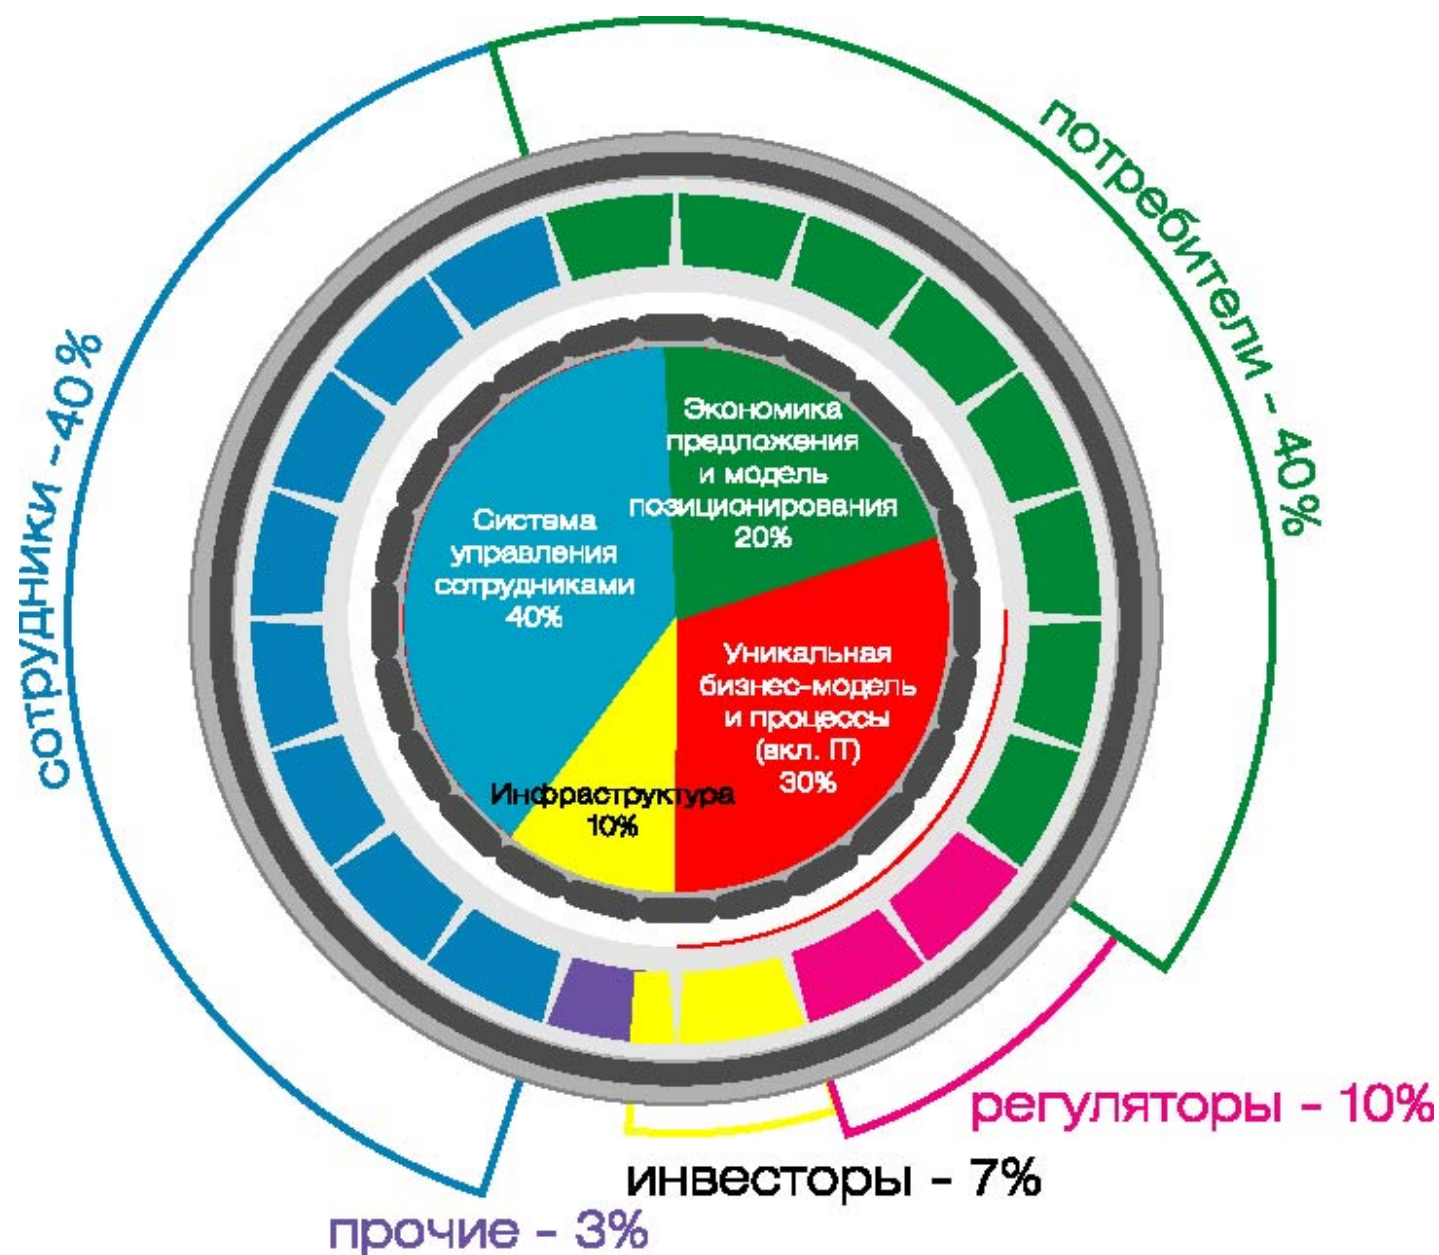 потребители - 40%
сотрудники -40%
Экономика
предложения
и модель
позиционирования
20%
Система
управления
сотрудниками
40%
Уникальная
бизнес-модель
и процессы
(вкл. IT)
30%
Инфраструктура
10%
регуляторы - 10%
инвесторы - 7%
прочие - 3%